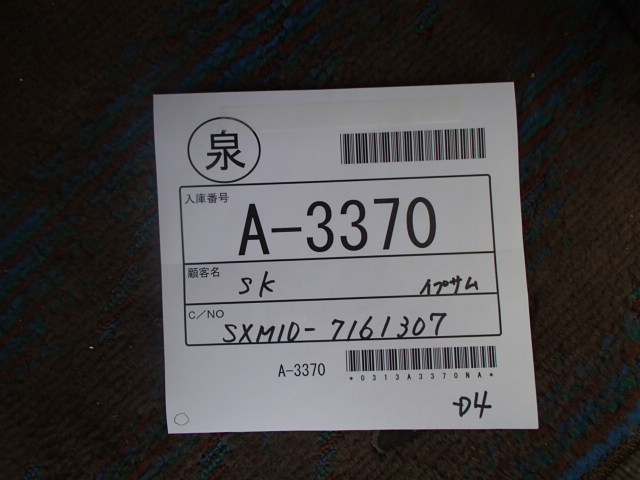 泉
入庫番号
A-3370
顧客名
SK イプサム
C/NO
SXM10-7161307
A-3370
*0313A3370NA*
D4